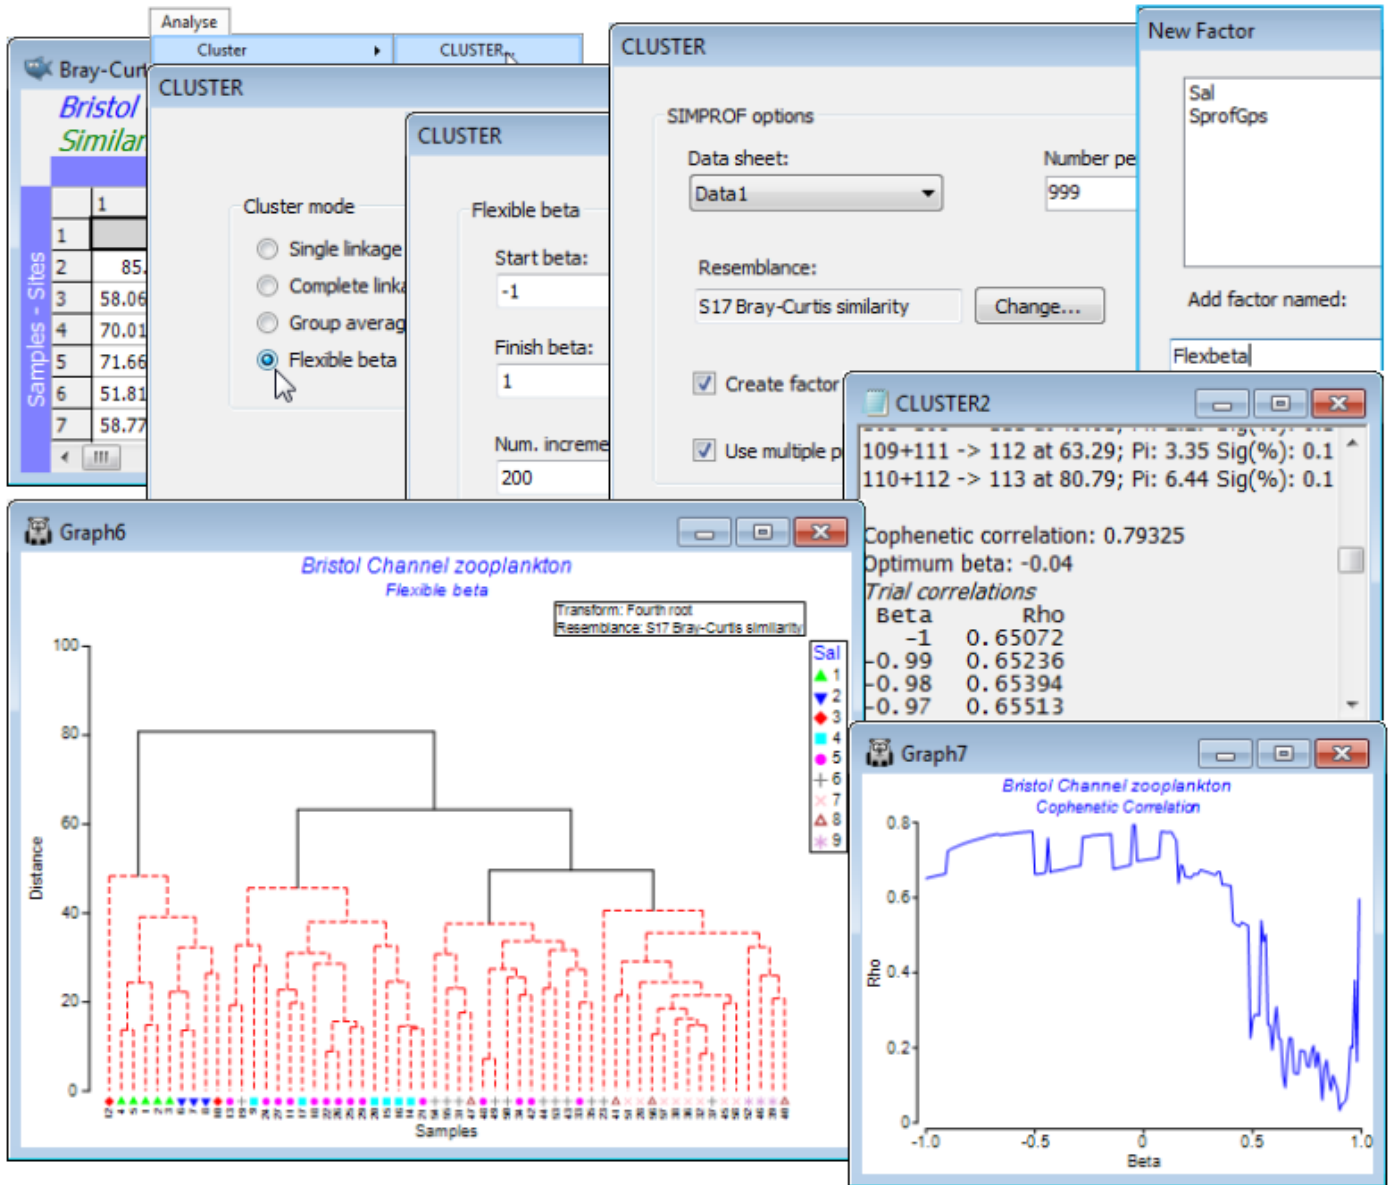 Analyse
Cluster
CLUSTER...
Bray-Curt
Bristol
Similar
Samples - Sites
1
1
2 85.
3 58.06
4 70.01
5 71.66
6 51.81
7 58.77
CLUSTER
Cluster mode
Single linkage
Complete linka
Group averag
Flexible beta
CLUSTER
Flexible beta
Start beta:
-1
Finish beta:
1
Num. increme
200
CLUSTER
SIMPROF options
Data sheet:
Data1
Number pe
999
Resemblance:
S17 Bray-Curtis similarity
Change...
Create factor
Use multiple p
New Factor
Sal
SprofGps
Add factor named:
Flexbeta
CLUSTER2
109+111 -> 112 at 63.29; Pi: 3.35 Sig(%): 0.1
110+112 -> 113 at 80.79; Pi: 6.44 Sig(%): 0.1
Cophenetic correlation: 0.79325
Optimum beta: -0.04
Trial correlations
Beta Rho
-1 0.65072
-0.99 0.65236
-0.98 0.65394
-0.97 0.65513
Graph6
Bristol Channel zooplankton
Flexible beta
Transform: Fourth root
Resemblance: S17 Bray-Curtis similarity
Sal
1
2
3
4
5
6
7
8
9
100
80
60
40
20
0
Distance
Samples
Graph7
Bristol Channel zooplankton
Cophenetic Correlation
0.8
0.6
0.4
0.2
0
Rho
-1.0 -0.5 0 0.5 1.0
Beta